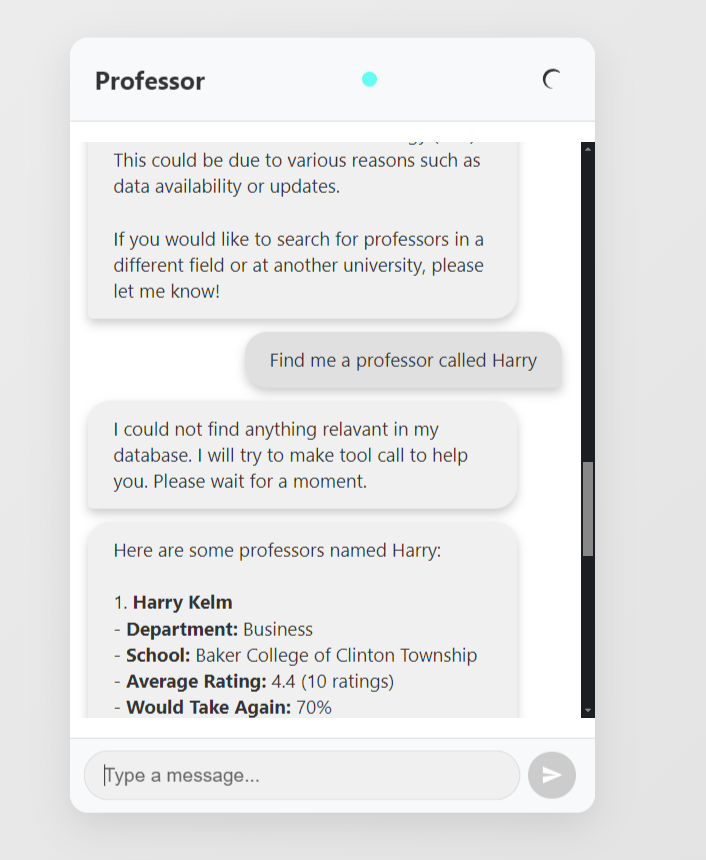 Professor
This could be due to various reasons such as
data availability or updates.
If you would like to search for professors in a
different field or at another university, please
let me know!
Find me a professor called Harry
I could not find anything relavant in my
database. I will try to make tool call to help
you. Please wait for a moment.
Here are some professors named Harry:
1. Harry Kelm
- Department: Business
- School: Baker College of Clinton Township
- Average Rating: 4.4 (10 ratings)
- Would Take Again: 70%
Type a message...